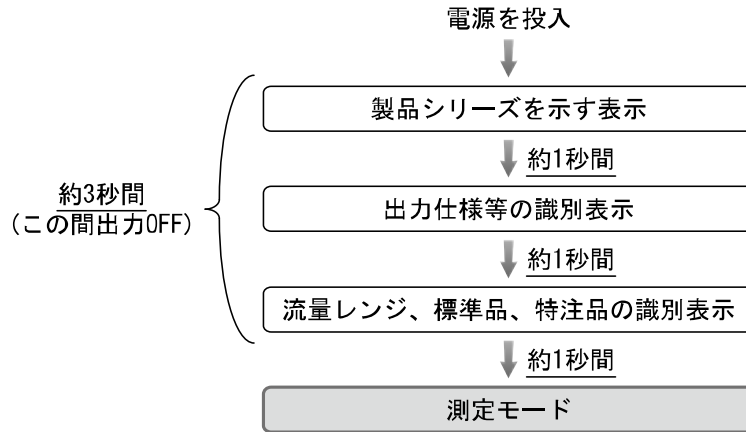 電源を投入
製品シリーズを示す表示
約1秒間
約3秒間
(この間出力OFF)
出力仕様等の識別表示
約1秒間
流量レンジ、標準品、特注品の識別表示
約1秒間
測定モード